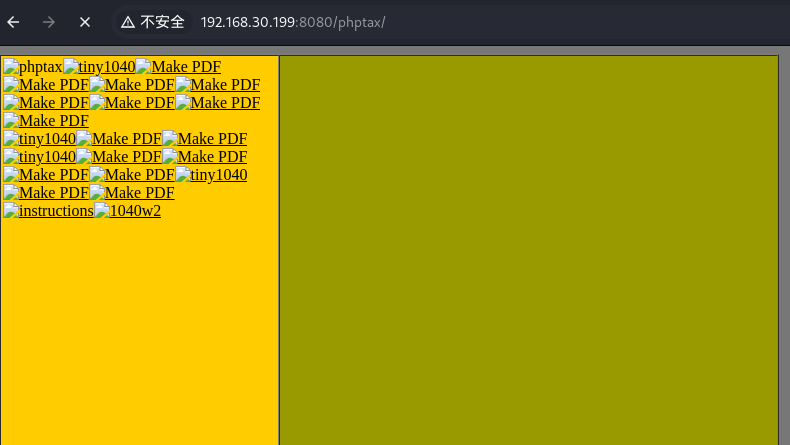 不安全 192.168.30.199:8080/phptax/
phptax tiny1040 Make PDF
Make PDF Make PDF Make PDF
Make PDF Make PDF Make PDF
Make PDF
tiny1040 Make PDF Make PDF
tiny1040 Make PDF Make PDF
Make PDF Make PDF tiny1040
Make PDF Make PDF
instructions 1040w2